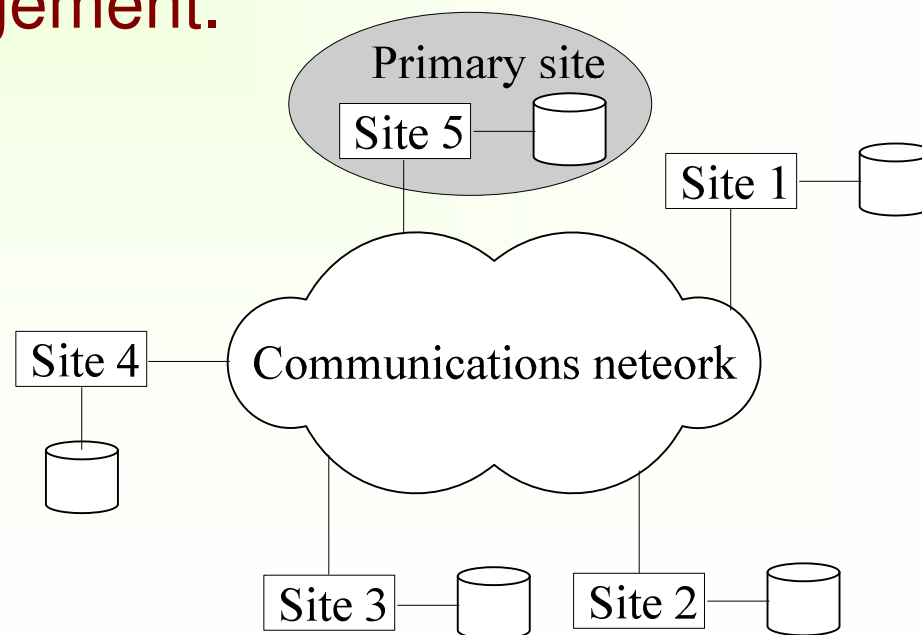 gement.
Primary site
Site 5
Site 1
Site 4
Communications neteork
Site 3
Site 2